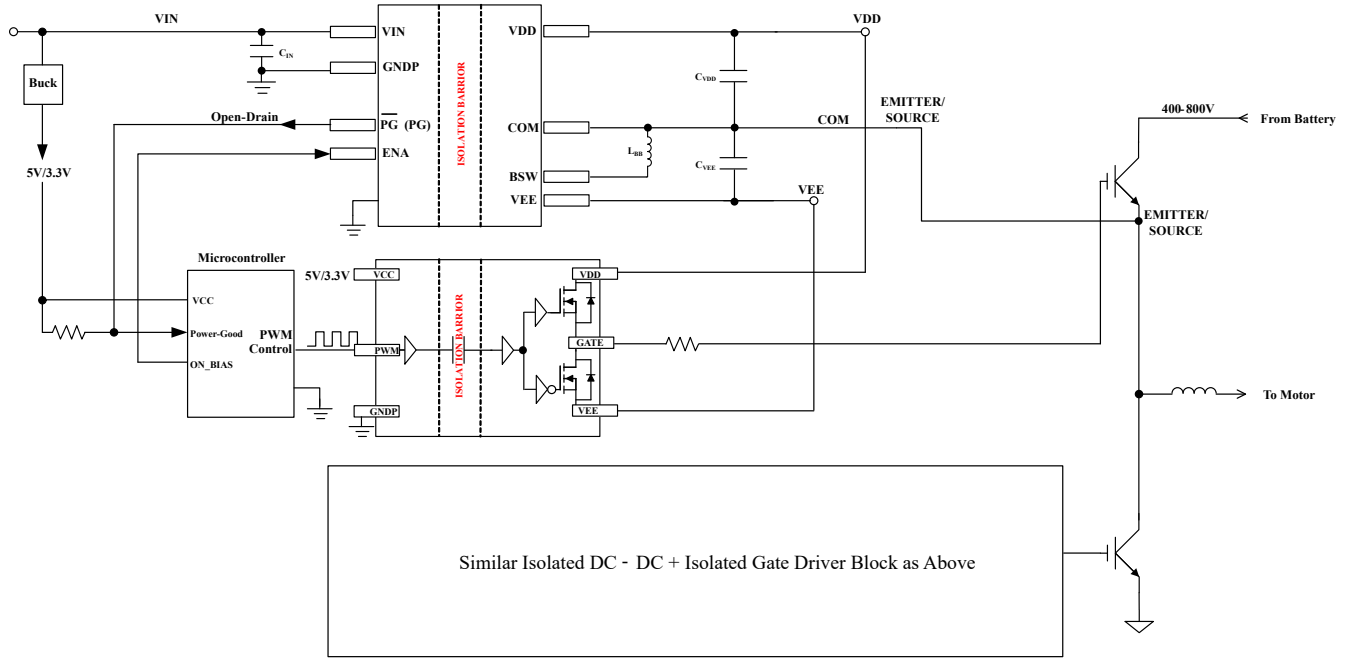 VIN
Buck
5V/3.3V
C_IN
VIN
GNDP
PG (PG)
ENA
Open-Drain
ISOLATION BARRIER
VDD
COM
BSW
VEE
VDD
C_VDD
EMITTER/
SOURCE
COM
L_BB
C_VEE
VEE
400-800V
From Battery
EMITTER/
SOURCE
Microcontroller
VCC
Power-Good
ON_BIAS
PWM
Control
5V/3.3V
VCC
PWM
GNDP
ISOLATION BARRIER
VDD
GATE
VEE
To Motor
Similar Isolated DC - DC + Isolated Gate Driver Block as Above